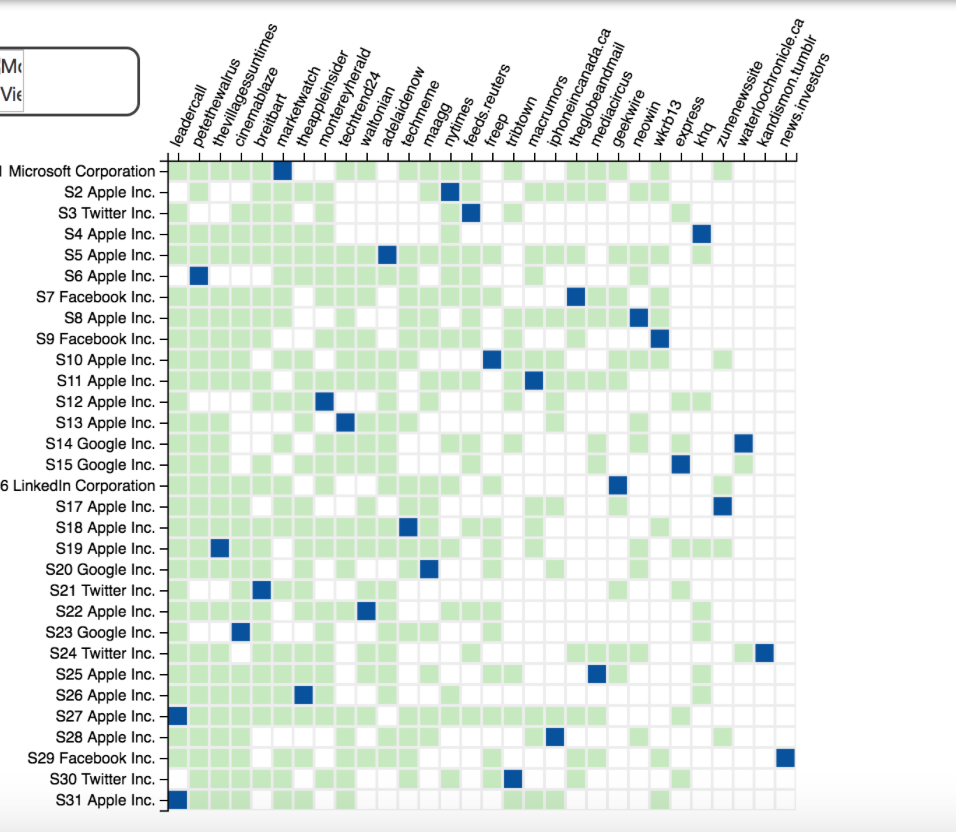 Mo
Vie
leadercall
petethewalrus
thevillagessuntimes
cinemablaze
breitbart
marketwatch
theappleinsider
montereyherald
techtrend24
waltonian
adelaidenow
techmeme
maagg
nytimes
feeds.reuters
freep
tribtown
macrumors
iphoneincanada.ca
theglobeandmail
mediacircus
geekwire
neowin
wkrb13
express
khq
zunenewssite
waterloochronicle.ca
kandismon.tumblr
news.investors
1 Microsoft Corporation
S2 Apple Inc.
S3 Twitter Inc.
S4 Apple Inc.
S5 Apple Inc.
S6 Apple Inc.
S7 Facebook Inc.
S8 Apple Inc.
S9 Facebook Inc.
S10 Apple Inc.
S11 Apple Inc.
S12 Apple Inc.
S13 Apple Inc.
S14 Google Inc.
S15 Google Inc.
6 LinkedIn Corporation
S17 Apple Inc.
S18 Apple Inc.
S19 Apple Inc.
S20 Google Inc.
S21 Twitter Inc.
S22 Apple Inc.
S23 Google Inc.
S24 Twitter Inc.
S25 Apple Inc.
S26 Apple Inc.
S27 Apple Inc.
S28 Apple Inc.
S29 Facebook Inc.
S30 Twitter Inc.
S31 Apple Inc.